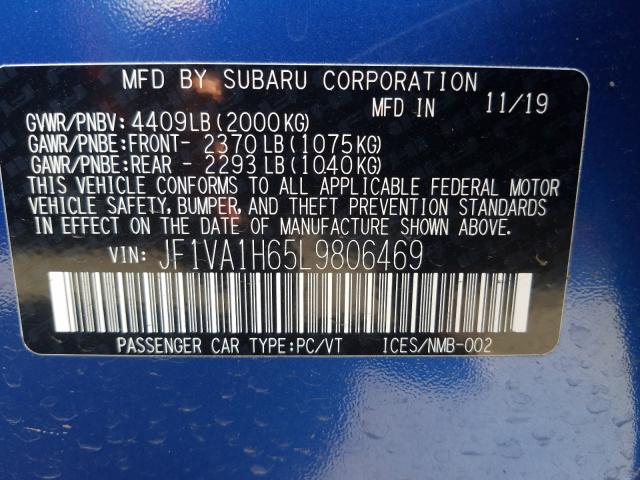 MFD BY SUBARU CORPORATION
MFD IN 11/19
GVWR/PNBV: 4409LB (2000KG)
GAWR/PNBE:FRONT- 2370 LB (1075KG)
GAWR/PNBE:REAR - 2293 LB (1040KG)
THIS VEHICLE CONFORMS TO ALL APPLICABLE FEDERAL MOTOR
VEHICLE SAFETY, BUMPER, AND THEFT PREVENTION STANDARDS
IN EFFECT ON THE DATE OF MANUFACTURE SHOWN ABOVE.
VIN: JF1VA1H65L9806469
PASSENGER CAR TYPE:PC/VT ICES/NMB-002